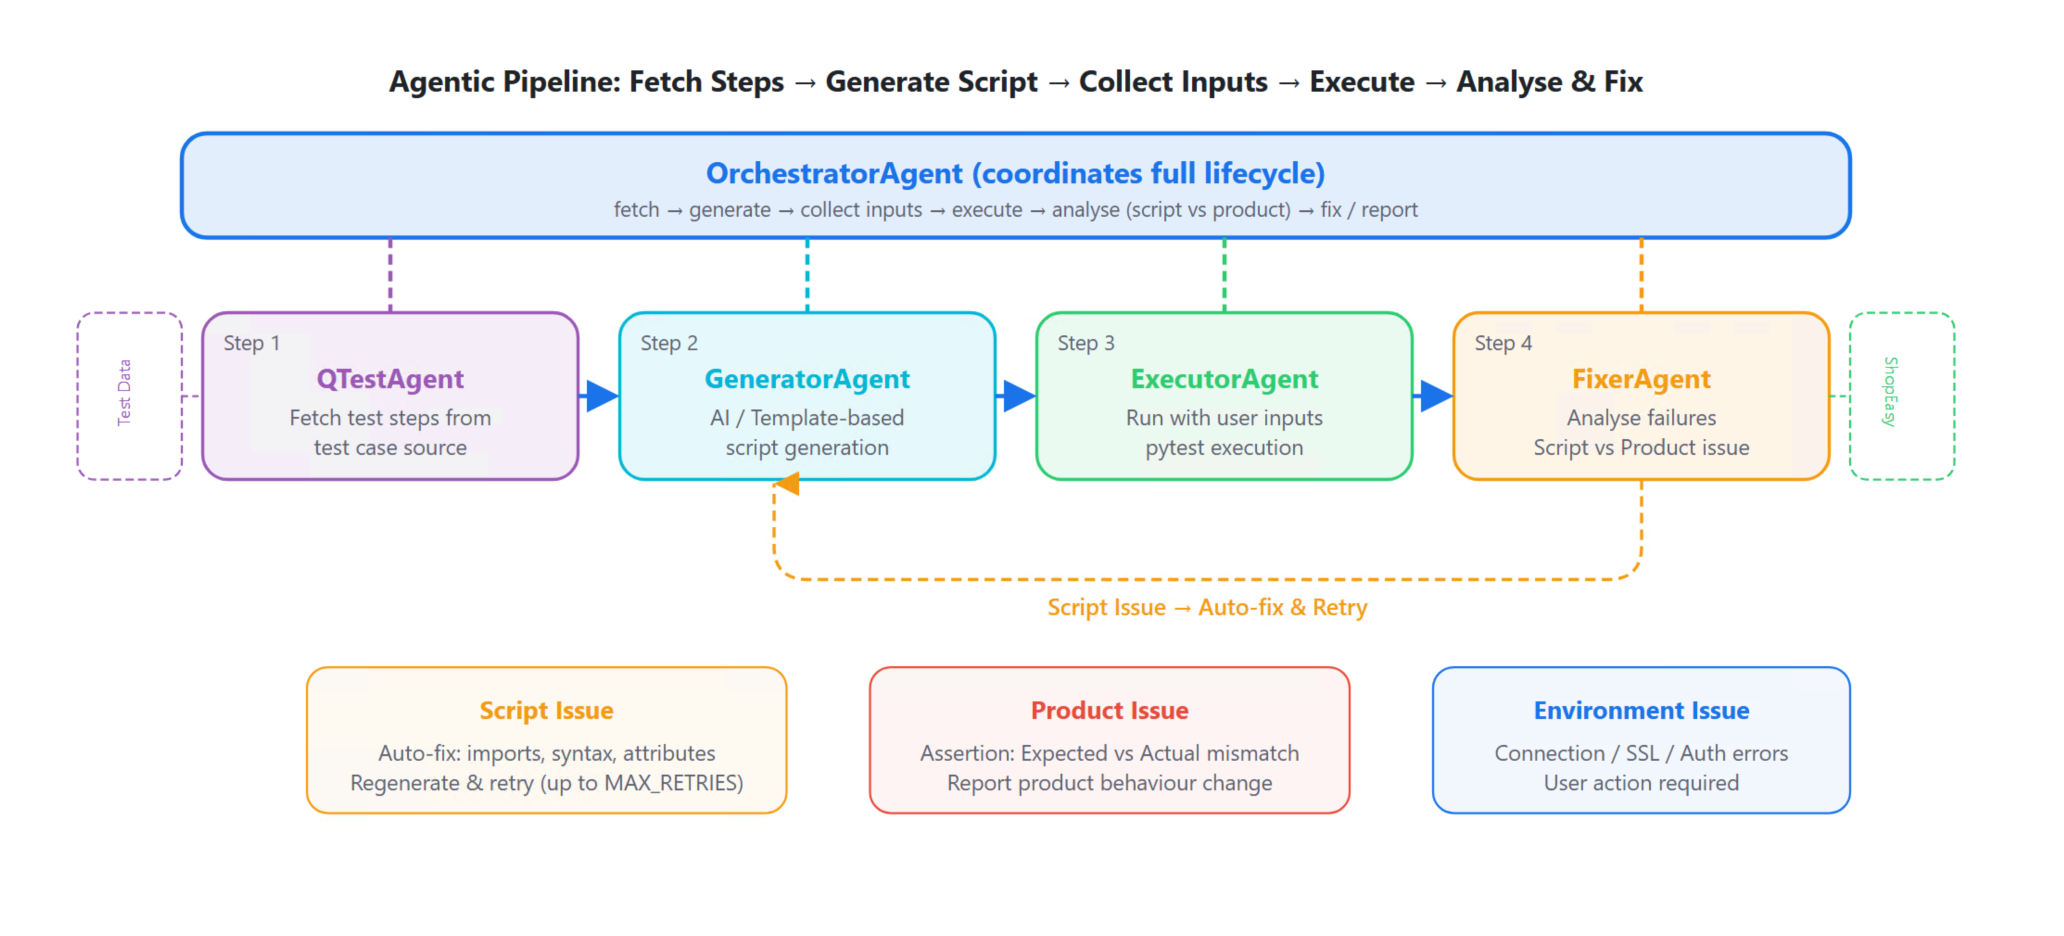 Agentic Pipeline: Fetch Steps → Generate Script → Collect Inputs → Execute → Analyse & Fix
OrchestratorAgent (coordinates full lifecycle)
fetch → generate → collect inputs → execute → analyse (script vs product) → fix / report
Test Data
Step 1
QTestAgent
Fetch test steps from
test case source
Step 2
GeneratorAgent
AI / Template-based
script generation
Step 3
ExecutorAgent
Run with user inputs
pytest execution
Step 4
FixerAgent
Analyse failures
Script vs Product issue
ShopEasy
Script Issue → Auto-fix & Retry
Script Issue
Auto-fix: imports, syntax, attributes
Regenerate & retry (up to MAX_RETRIES)
Product Issue
Assertion: Expected vs Actual mismatch
Report product behaviour change
Environment Issue
Connection / SSL / Auth errors
User action required